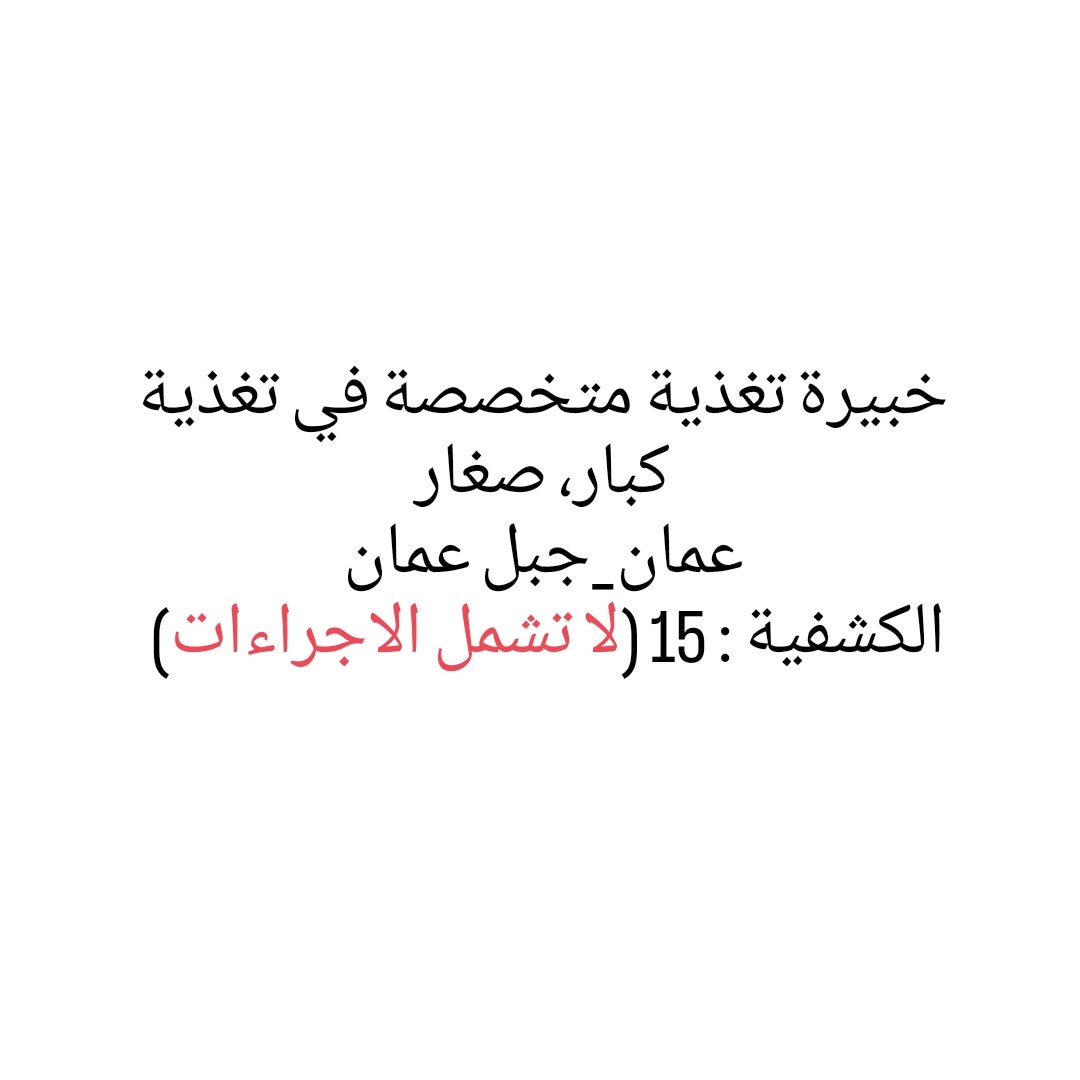 خبيرة تغذية متخصصة في تغذية
كبار، صغار
عمان_جبل عمان
الكشفية : 15 (لا تشمل الاجراءات)